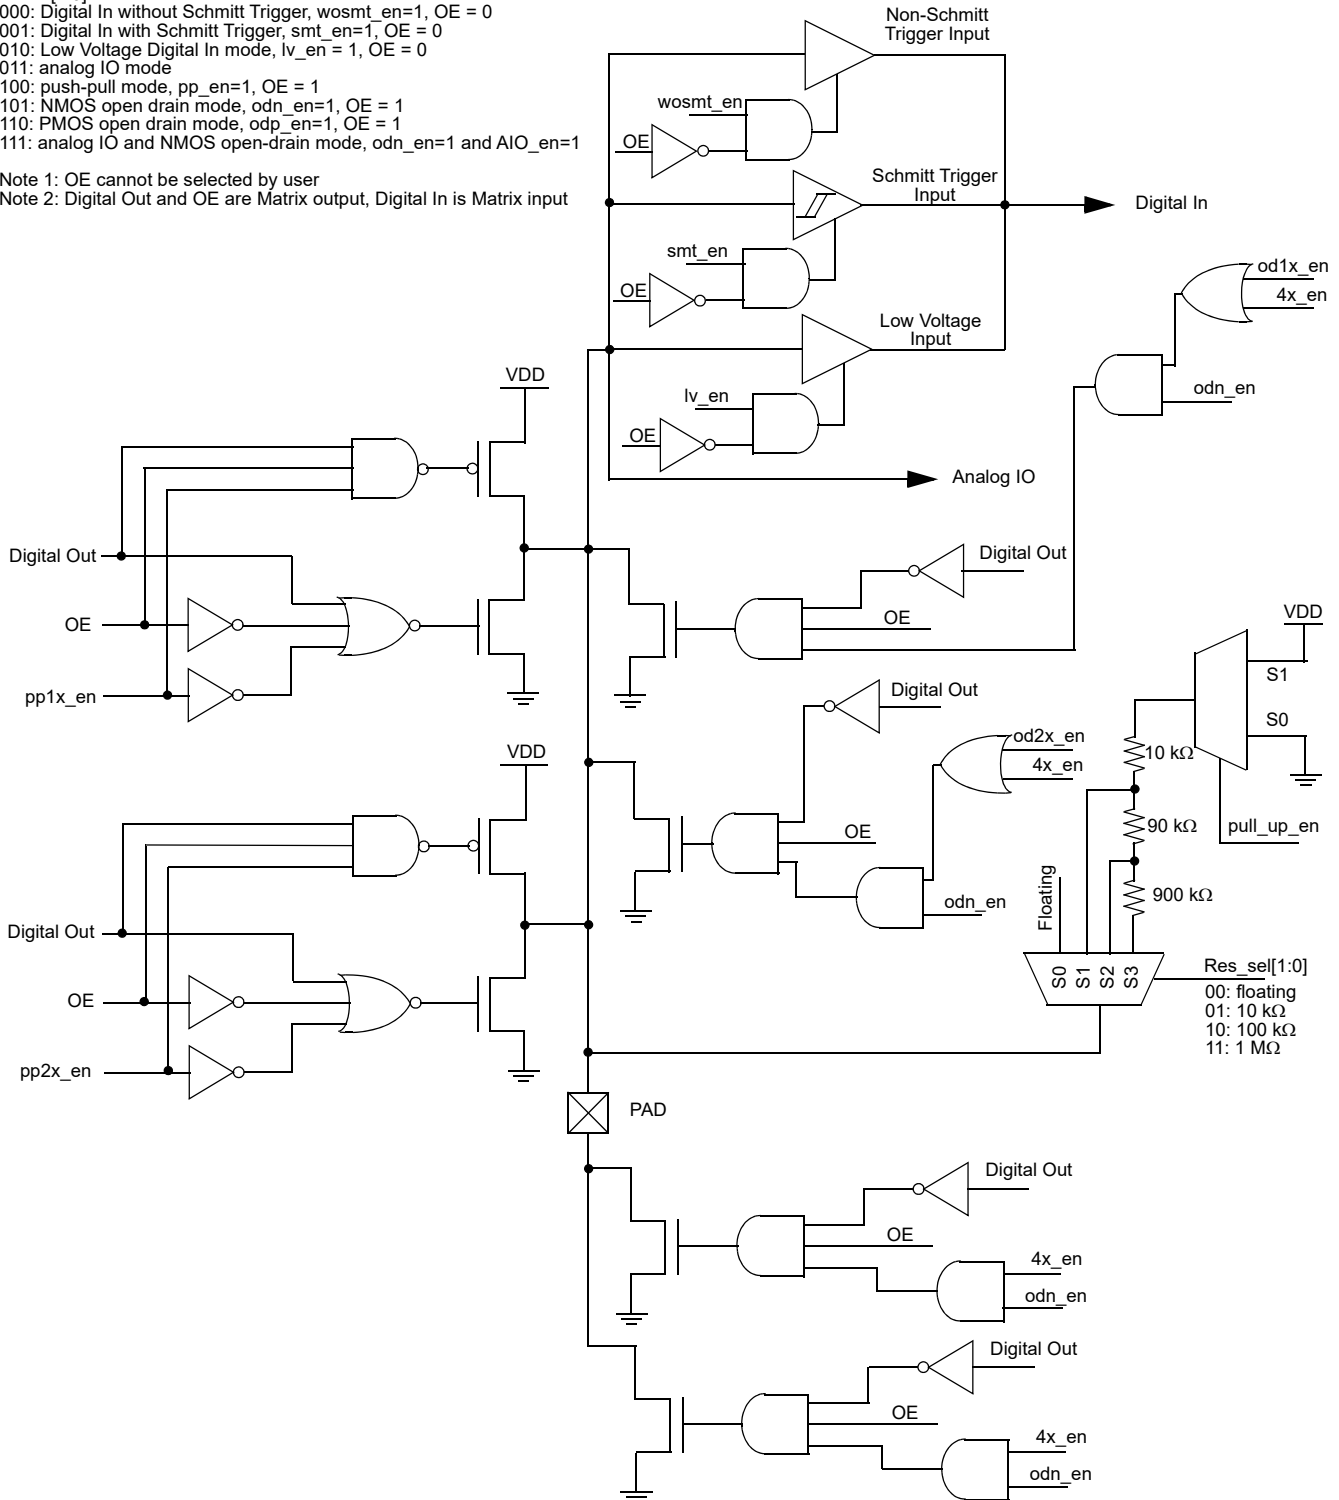 000: Digital In without Schmitt Trigger, wosmt_en=1, OE = 0
001: Digital In with Schmitt Trigger, smt_en=1, OE = 0
010: Low Voltage Digital In mode, lv_en = 1, OE = 0
011: analog IO mode
100: push-pull mode, pp_en=1, OE = 1
101: NMOS open drain mode, odn_en=1, OE = 1
110: PMOS open drain mode, odp_en=1, OE = 1
111: analog IO and NMOS open-drain mode, odn_en=1 and AIO_en=1
Note 1: OE cannot be selected by user
Note 2: Digital Out and OE are Matrix output, Digital In is Matrix input
Non-Schmitt
Trigger Input
wosmt_en
OE
Schmitt Trigger
Input
Digital In
smt_en
OE
od1x_en
4x_en
Low Voltage
Input
odn_en
lv_en
OE
Analog IO
VDD
Digital Out
OE
pp1x_en
Digital Out
OE
VDD
S1
S0
10 kΩ
90 kΩ
pull_up_en
900 kΩ
Digital Out
od2x_en
4x_en
OE
odn_en
VDD
Digital Out
OE
pp2x_en
Floating
S0
S1
S2
S3
Res_sel[1:0]
00: floating
01: 10 kΩ
10: 100 kΩ
11: 1 MΩ
PAD
Digital Out
OE
4x_en
odn_en
Digital Out
OE
4x_en
odn_en